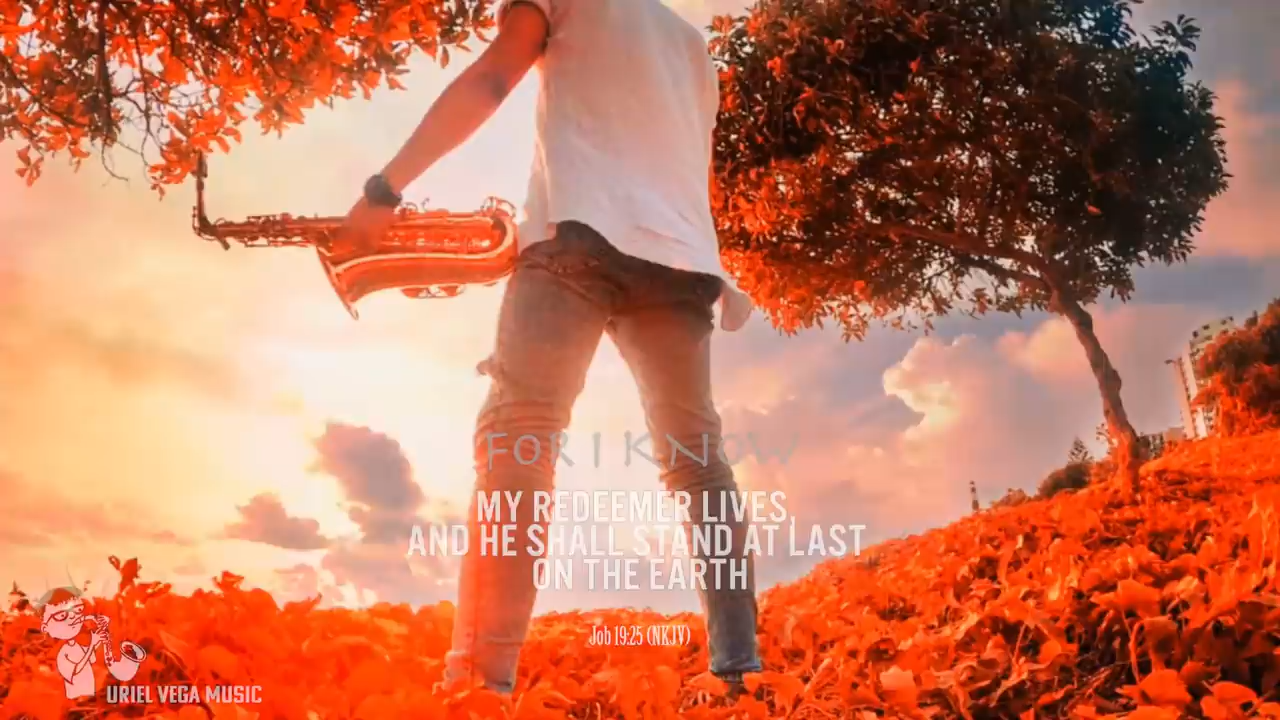 FOR I KNOW
MY REDEEMER LIVES,
AND HE SHALL STAND AT LAST
ON THE EARTH
Job 19:25 (NKJV)
URIEL VEGA MUSIC